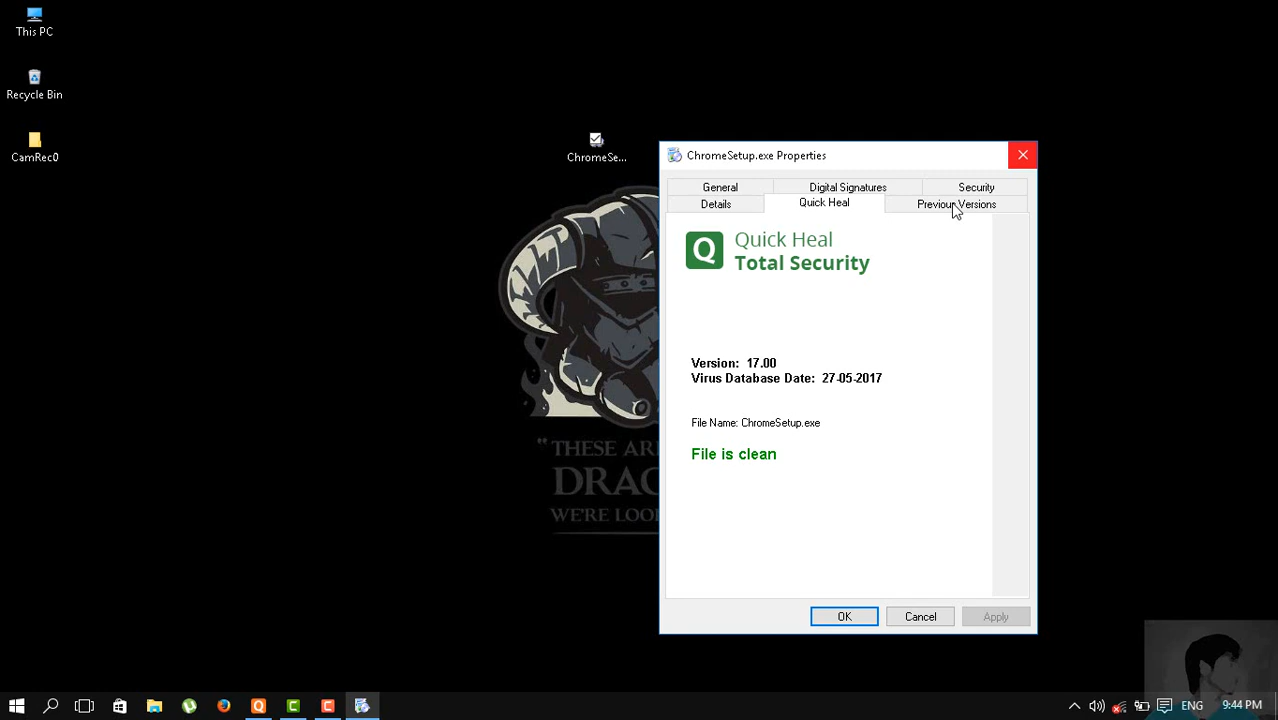 This PC
Recycle Bin
CamRec0
ChromeSe...
ChromeSetup.exe Properties
General
Digital Signatures
Security
Details
Quick Heal
Previous Versions
Q
Quick Heal
Total Security
Version: 17.00
Virus Database Date: 27-05-2017
File Name: ChromeSetup.exe
File is clean
OK
Cancel
Apply
"THESE ARE
DRAG
WE'RE LOO
ENG
9:44 PM